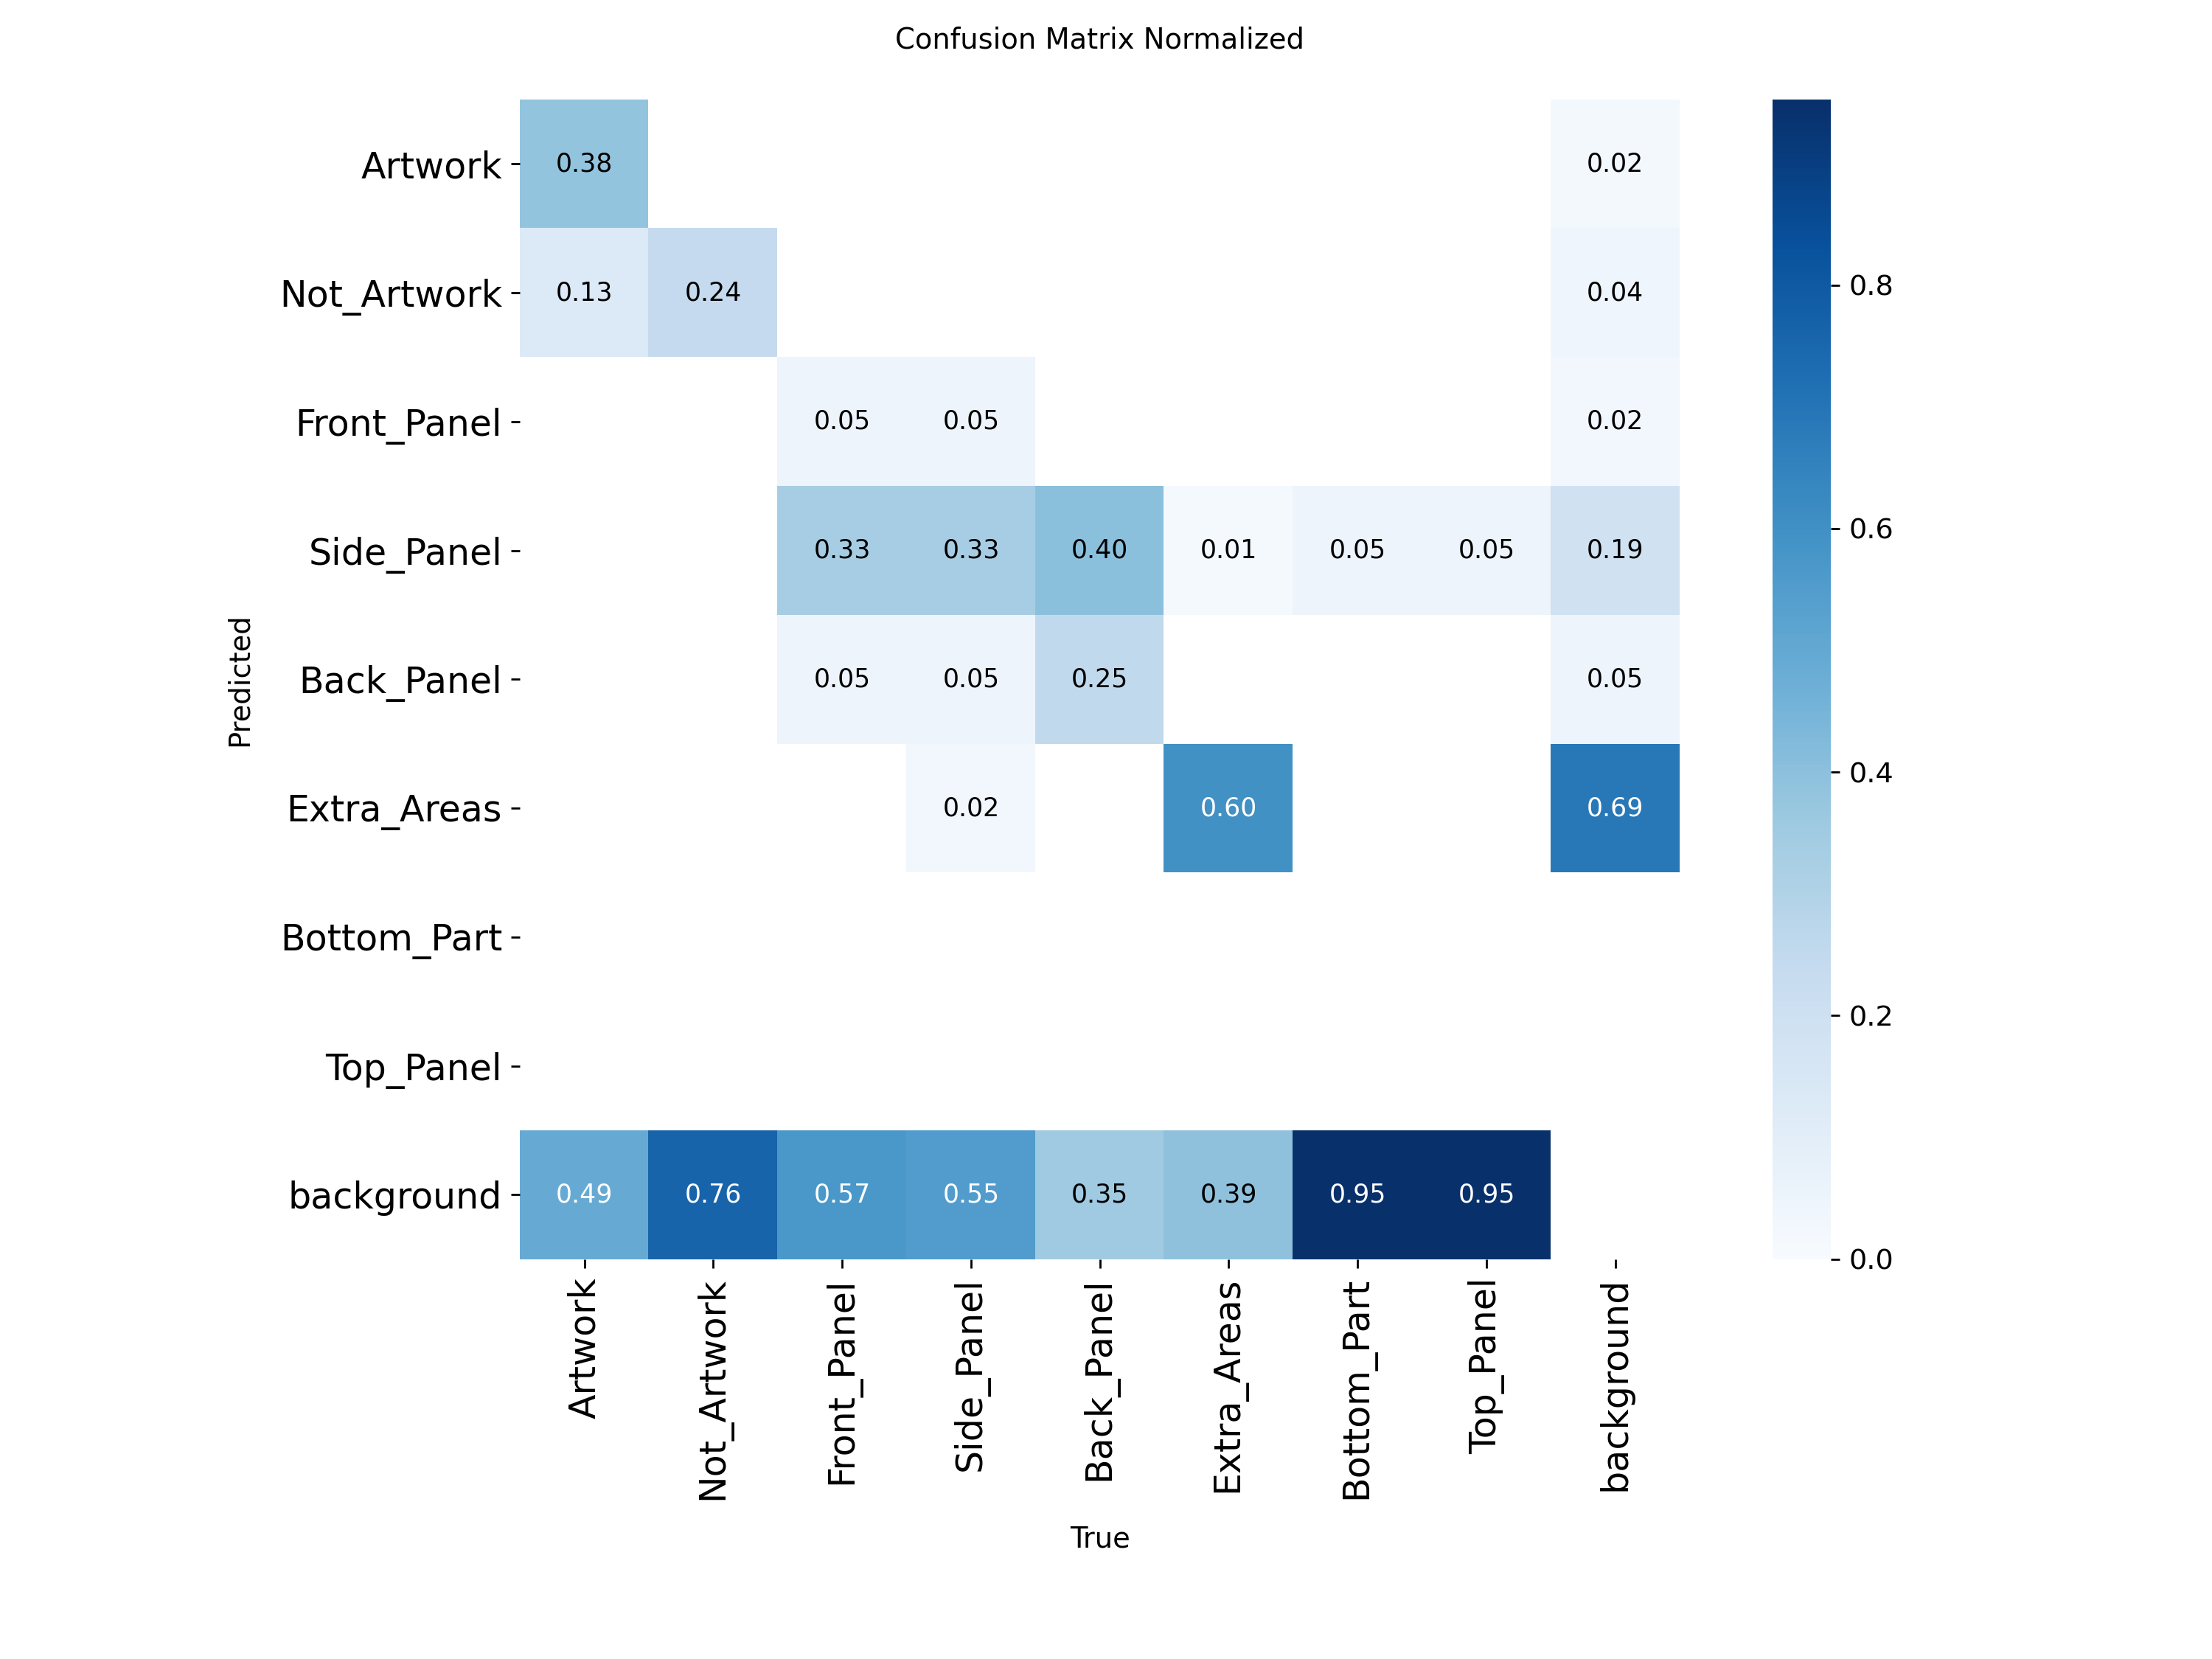 Confusion Matrix Normalized
Artwork 0.38 0.02
Not_Artwork 0.13 0.24 0.04 0.8
Front_Panel 0.05 0.05 0.02
Side_Panel 0.33 0.33 0.40 0.01 0.05 0.05 0.19 0.6
Predicted
Back_Panel 0.05 0.05 0.25 0.05
Extra_Areas 0.02 0.60 0.69 0.4
Bottom_Part
Top_Panel 0.2
background 0.49 0.76 0.57 0.55 0.35 0.39 0.95 0.95 0.0
Artwork
Not_Artwork
Front_Panel
Side_Panel
Back_Panel
Extra_Areas
Bottom_Part
Top_Panel
background
True